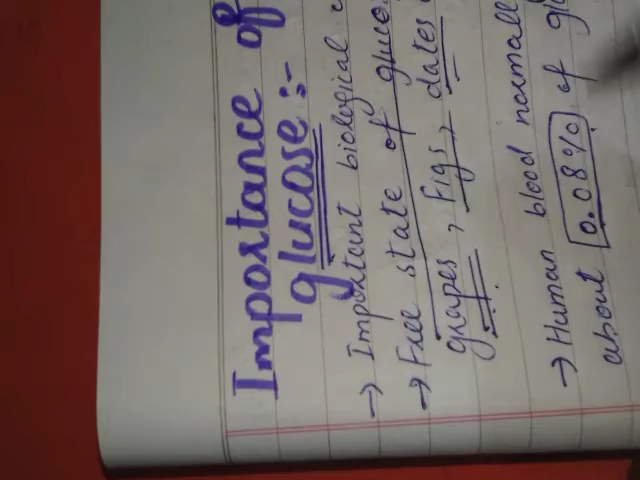 Importance of
glucose :-
→ Important biological
→ Free state of gluco
grapes, Figs, dates
→ Human blood normall
about 0.08% of gl